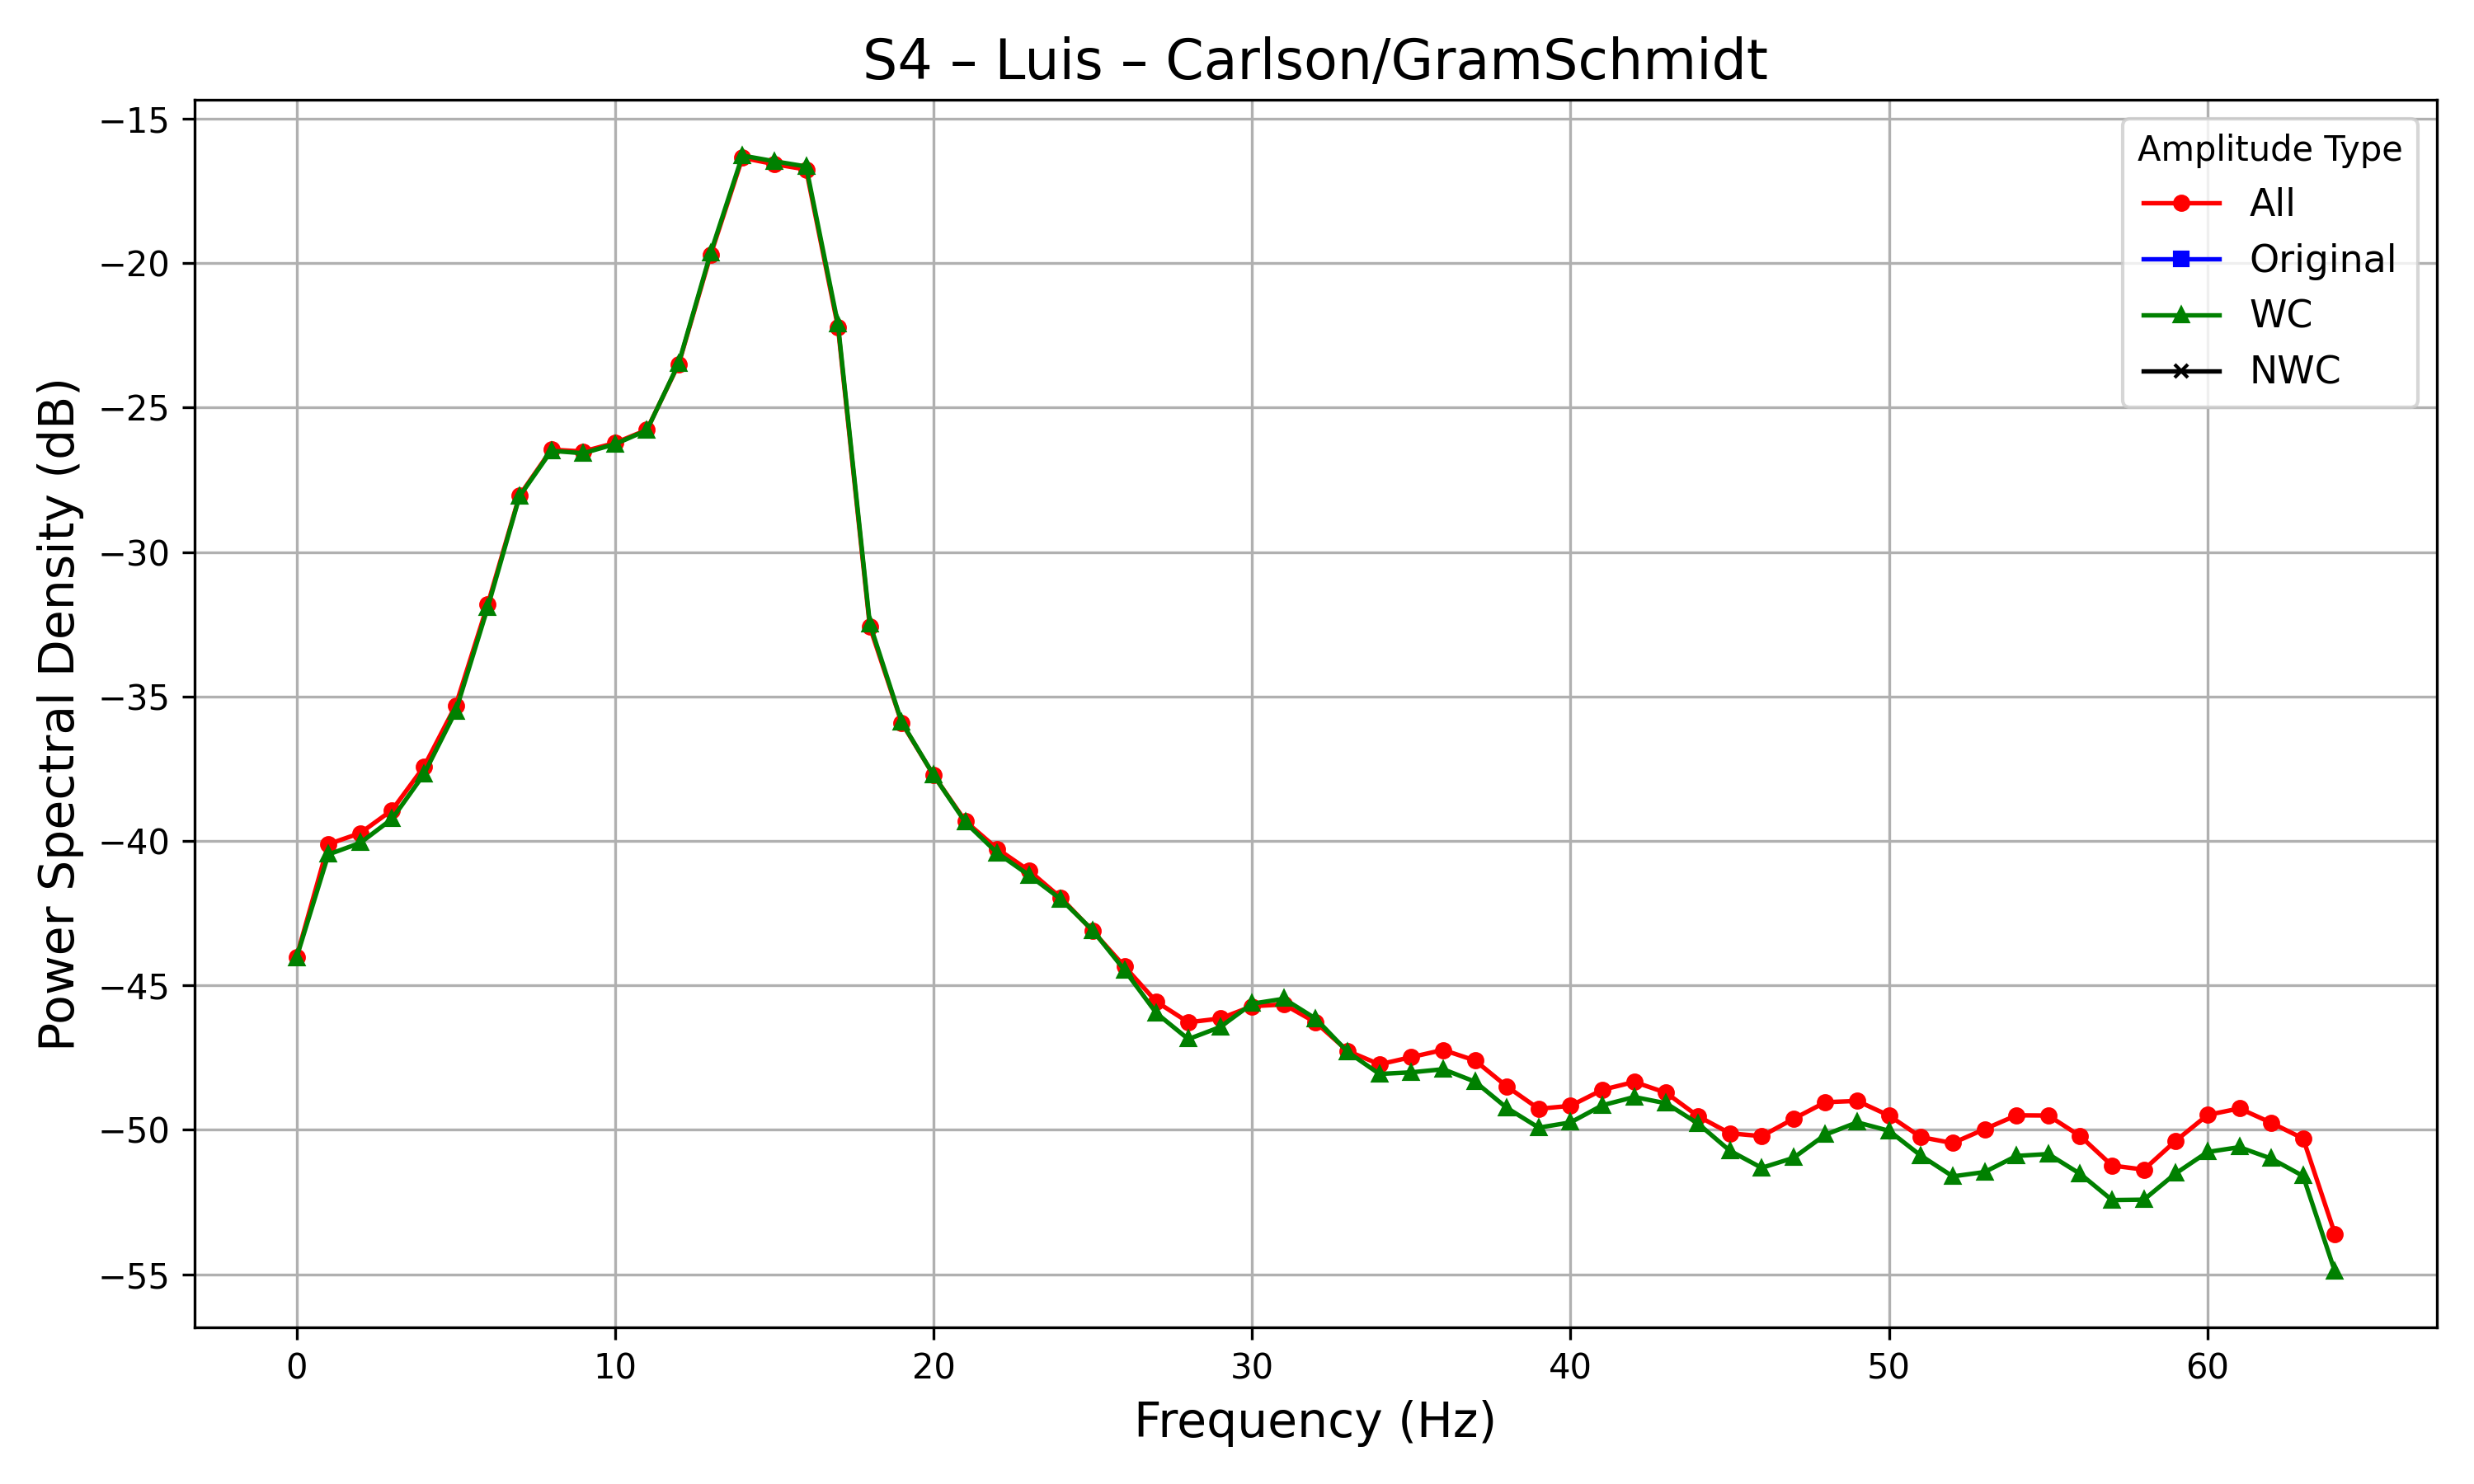 S4 – Luis – Carlson/GramSchmidt
−15
−20
−25
−30
−35
−40
−45
−50
−55
Power Spectral Density (dB)
Amplitude Type
All
Original
WC
NWC
0 10 20 30 40 50 60
Frequency (Hz)